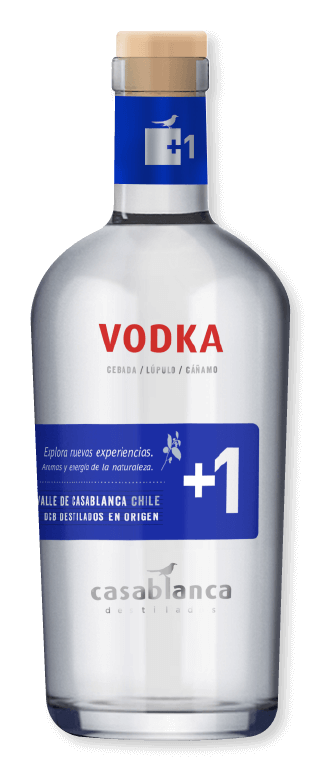 +1
VODKA
CEBADA / LÚPULO / CÁÑAMO
Explora nuevas experiencias.
Aromas y energía de la naturaleza.
+1
VALLE DE CASABLANCA CHILE
DCB DESTILADOS EN ORIGEN
casablanca
destilados